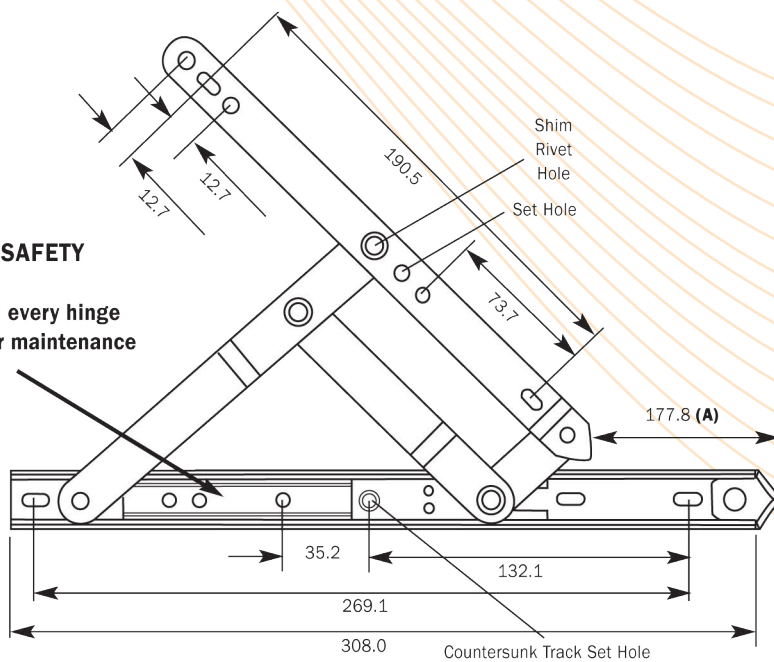 Shim
Rivet
Hole
190.5
12.7
12.7
Set Hole
SAFETY
every hinge
73.7
r maintenance
177.8 (A)
35.2
132.1
269.1
308.0
Countersunk Track Set Hole